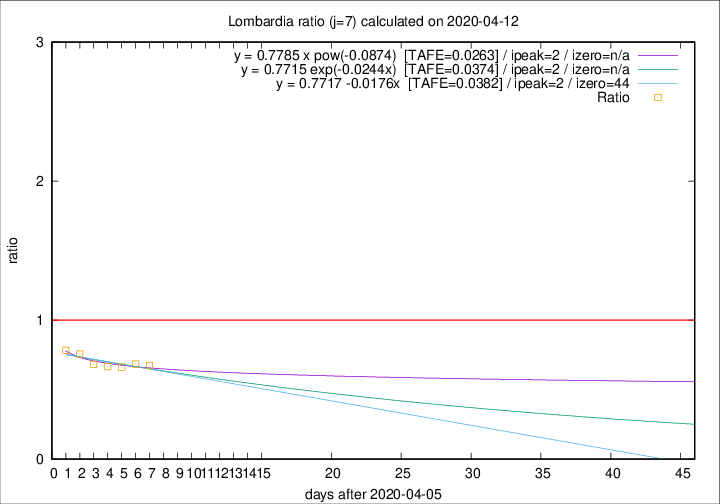 Lombardia ratio (j=7) calculated on 2020-04-12
y = 0.7785 x pow(-0.0874)  [TAFE=0.0263] / ipeak=2 / izero=n/a
y = 0.7715 exp(-0.0244x)  [TAFE=0.0374] / ipeak=2 / izero=n/a
y = 0.7717 -0.0176x  [TAFE=0.0382] / ipeak=2 / izero=44
Ratio
3
2
1
0
ratio
0 1 2 3 4 5 6 7 8 9 10 11 12 13 14 15 20 25 30 35 40 45
days after 2020-04-05